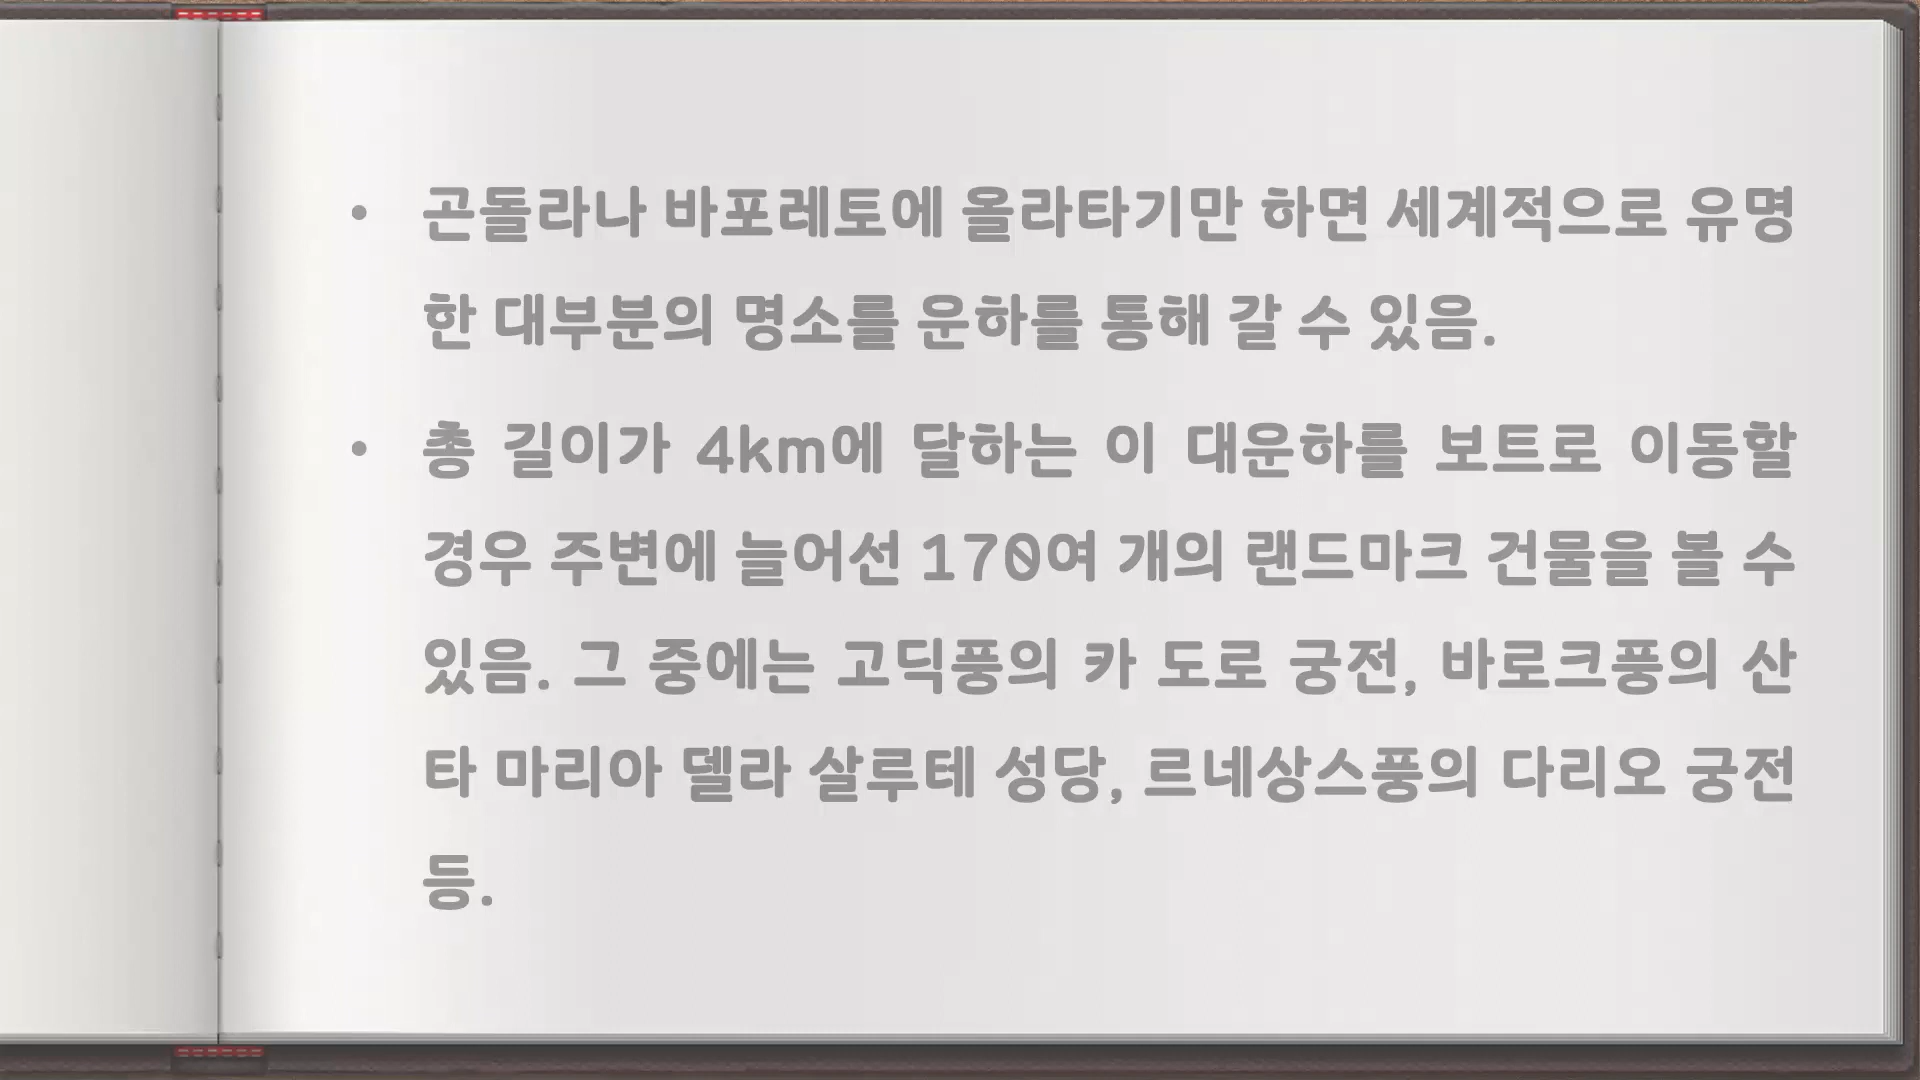 • 곤돌라나 바포레토에 올라타기만 하면 세계적으로 유명
한 대부분의 명소를 운하를 통해 갈 수 있음.
• 총 길이가 4km에 달하는 이 대운하를 보트로 이동할
경우 주변에 늘어선 170여 개의 랜드마크 건물을 볼 수
있음. 그 중에는 고딕풍의 카 도로 궁전, 바로크풍의 산
타 마리아 델라 살루테 성당, 르네상스풍의 다리오 궁전
등.